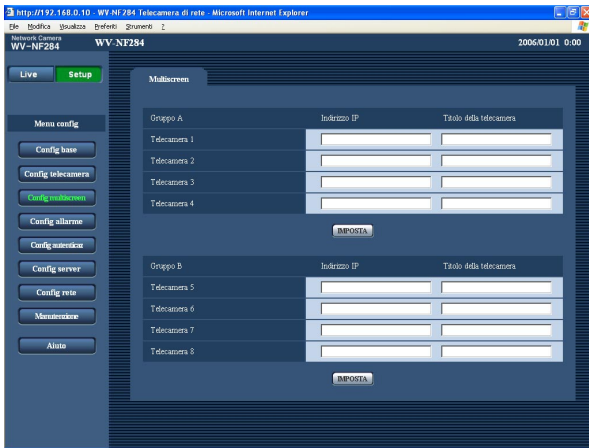 http://192.168.0.10 - WV-NF284 Telecamera di rete - Microsoft Internet Explorer
File Modifica Visualizza Preferiti Strumenti ?
Network Camera
WV-NF284
WV-NF284
2006/01/01 0:00
Live
Setup
Multiscreen
Menu config
Config base
Config telecamera
Config multiscreen
Config allarme
Config autenticaz
Config server
Config rete
Manutenzione
Aiuto
Gruppo A Indirizzo IP Titolo della telecamera
Telecamera 1
Telecamera 2
Telecamera 3
Telecamera 4
IMPOSTA
Gruppo B Indirizzo IP Titolo della telecamera
Telecamera 5
Telecamera 6
Telecamera 7
Telecamera 8
IMPOSTA